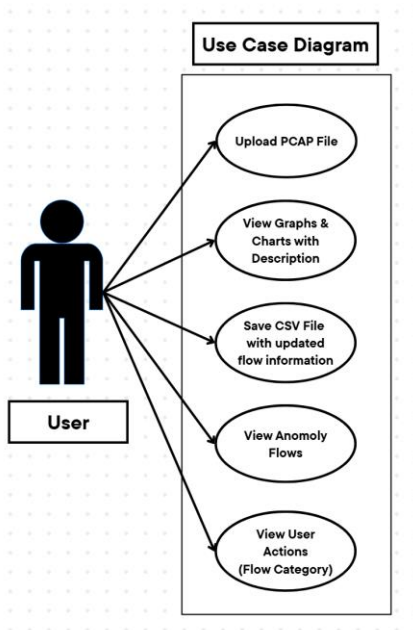 Use Case Diagram
Upload PCAP File
View Graphs &
Charts with
Description
Save CSV File
with updated
flow information
User
View Anomoly
Flows
View User
Actions
(Flow Category)